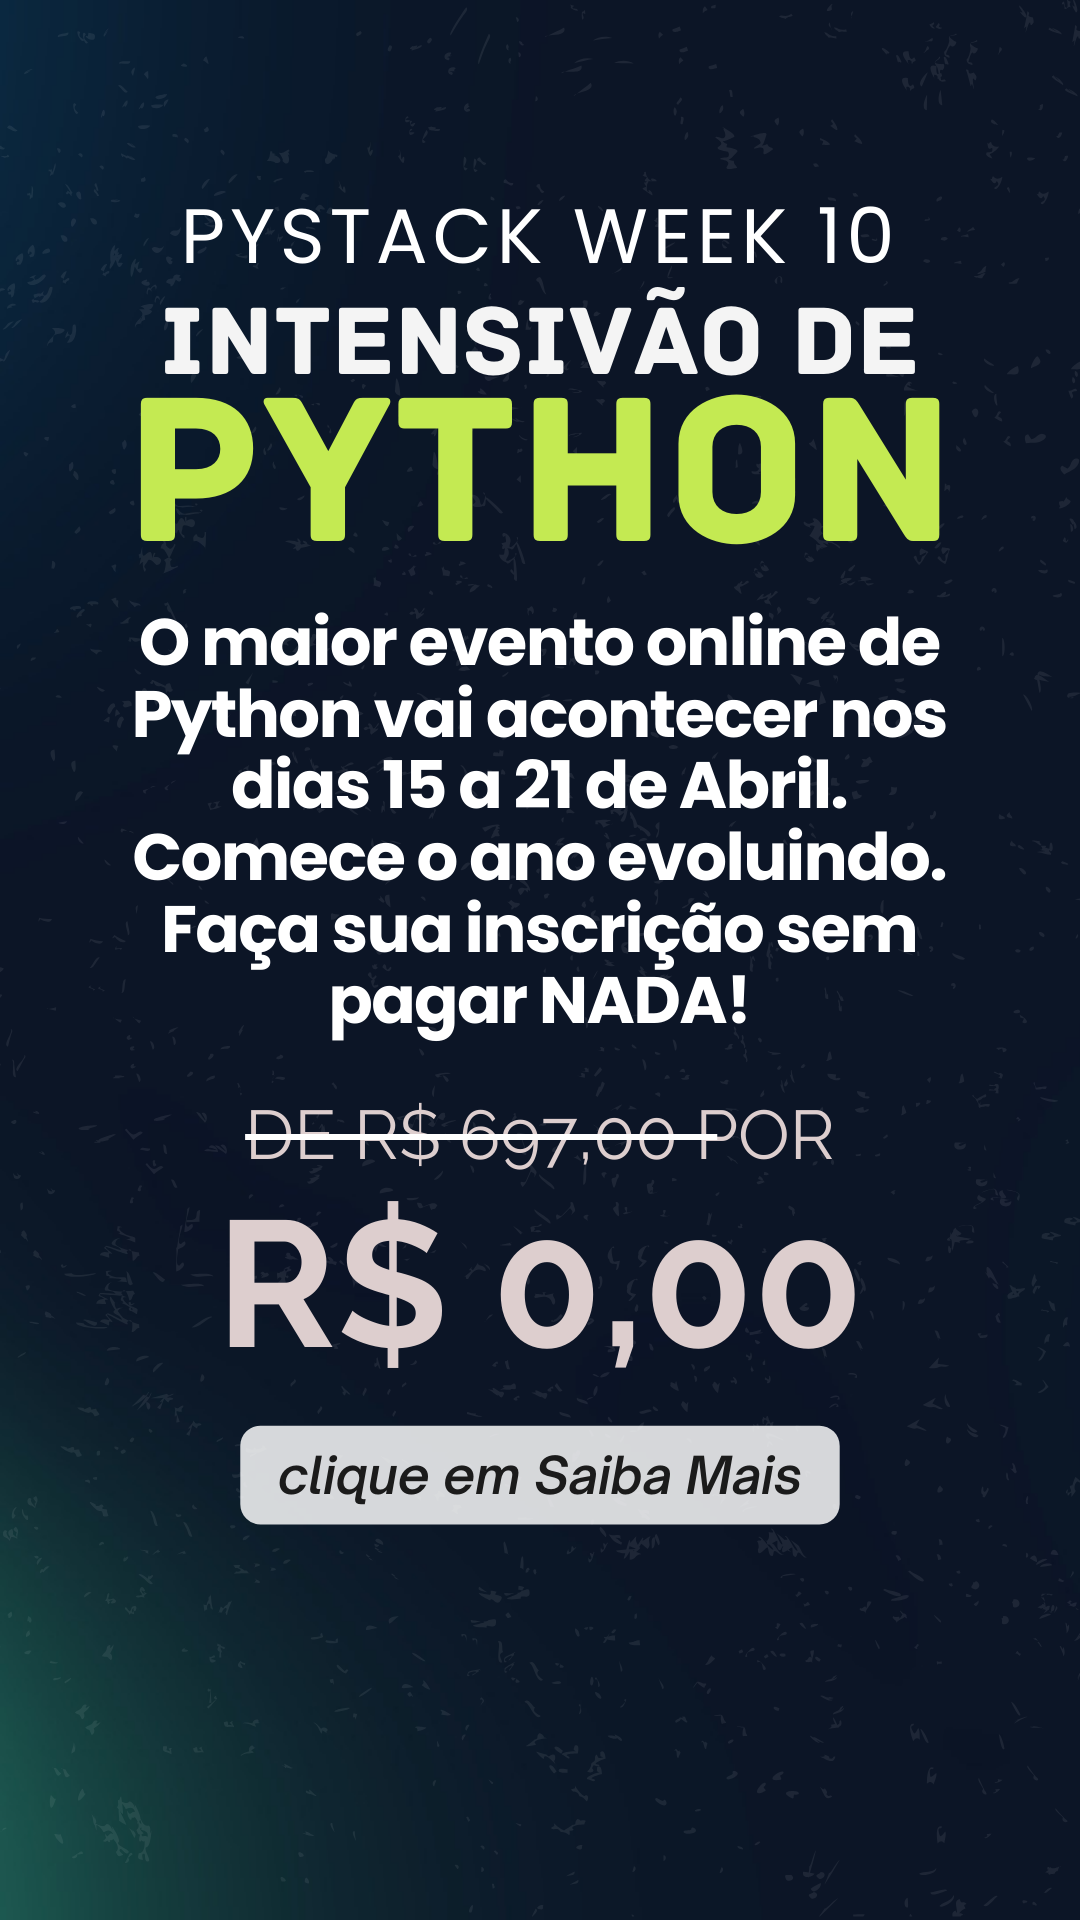 PYSTACK WEEK 10
INTENSIVÃO DE
PYTHON
O maior evento online de
Python vai acontecer nos
dias 15 a 21 de Abril.
Comece o ano evoluindo.
Faça sua inscrição sem
pagar NADA!
DE R$ 697,00 POR
R$ 0,00
clique em Saiba Mais